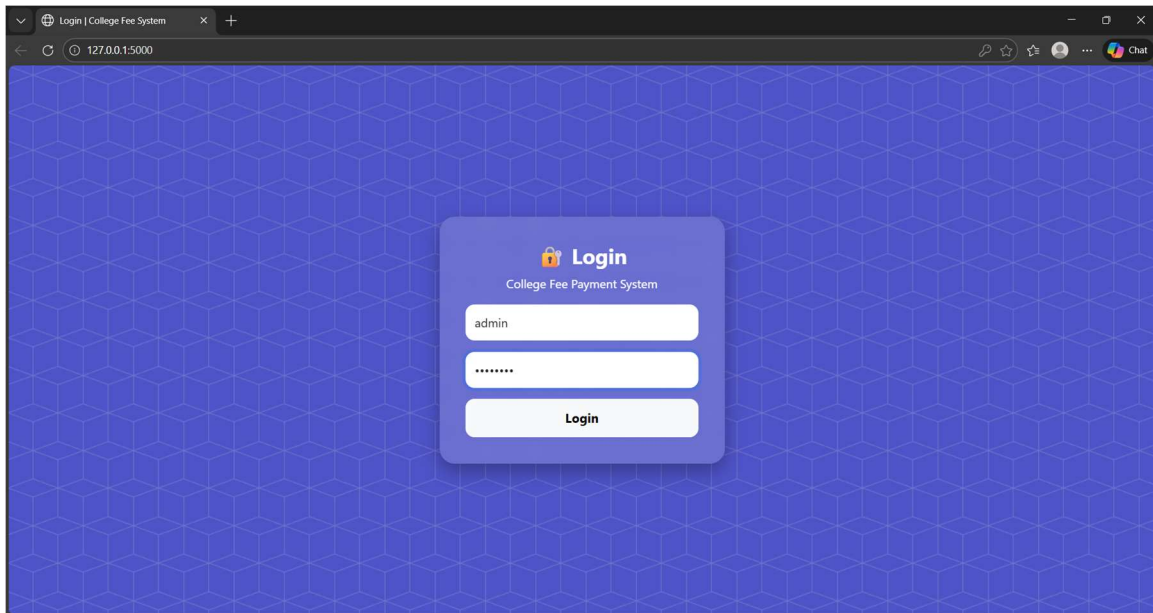 Login | College Fee System
127.0.0.1:5000
Chat
Login
College Fee Payment System
admin
••••••••
Login